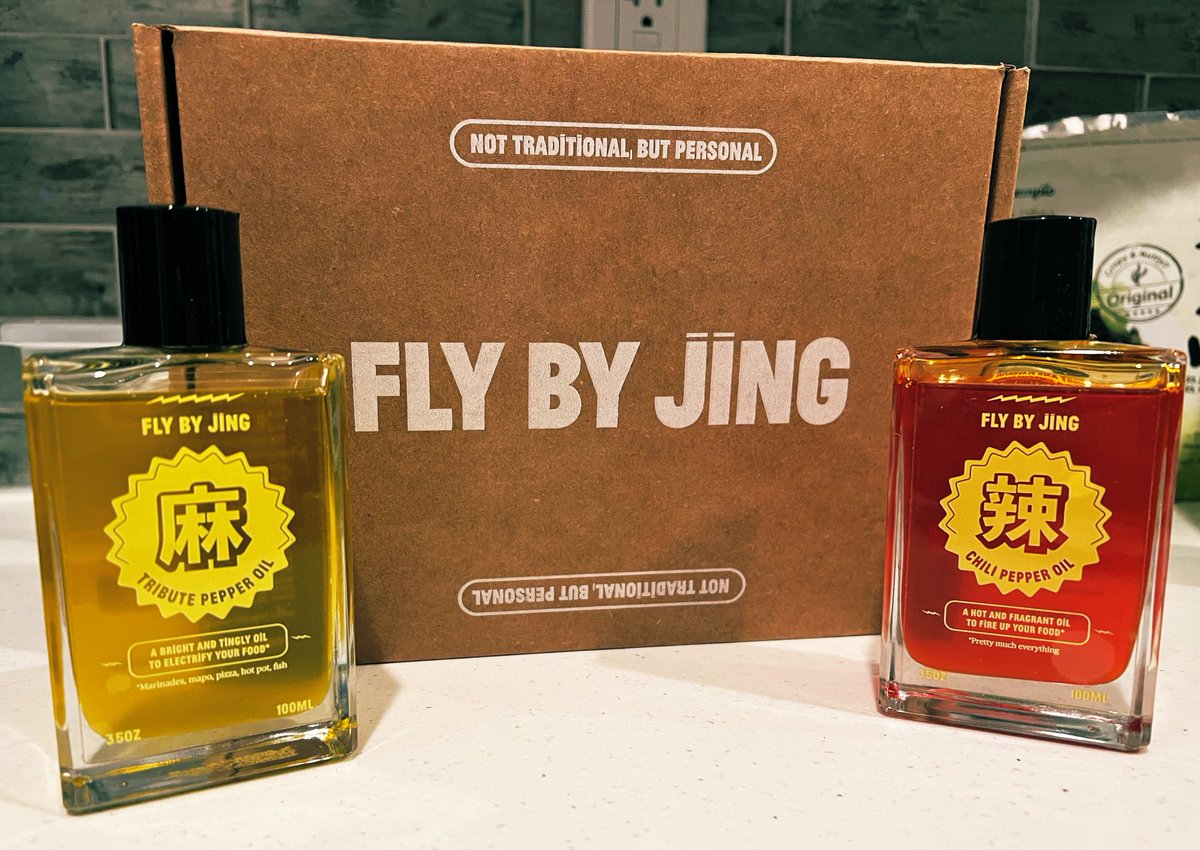 NOT TRADITIONAL, BUT PERSONAL
FLY BY JĪNG
NOT TRADITIONAL, BUT PERSONAL
FLY BY JĪNG
麻
TRIBUTE PEPPER OIL
A BRIGHT AND TINGLY OIL
TO ELECTRIFY YOUR FOOD*
*Marinades, mapo, pizza, hot pot, fish
3.5OZ
100ML
FLY BY JĪNG
辣
CHILI PEPPER OIL
A HOT AND FRAGRANT OIL
TO FIRE UP YOUR FOOD*
*Pretty much everything
3.5OZ
100ML
Original